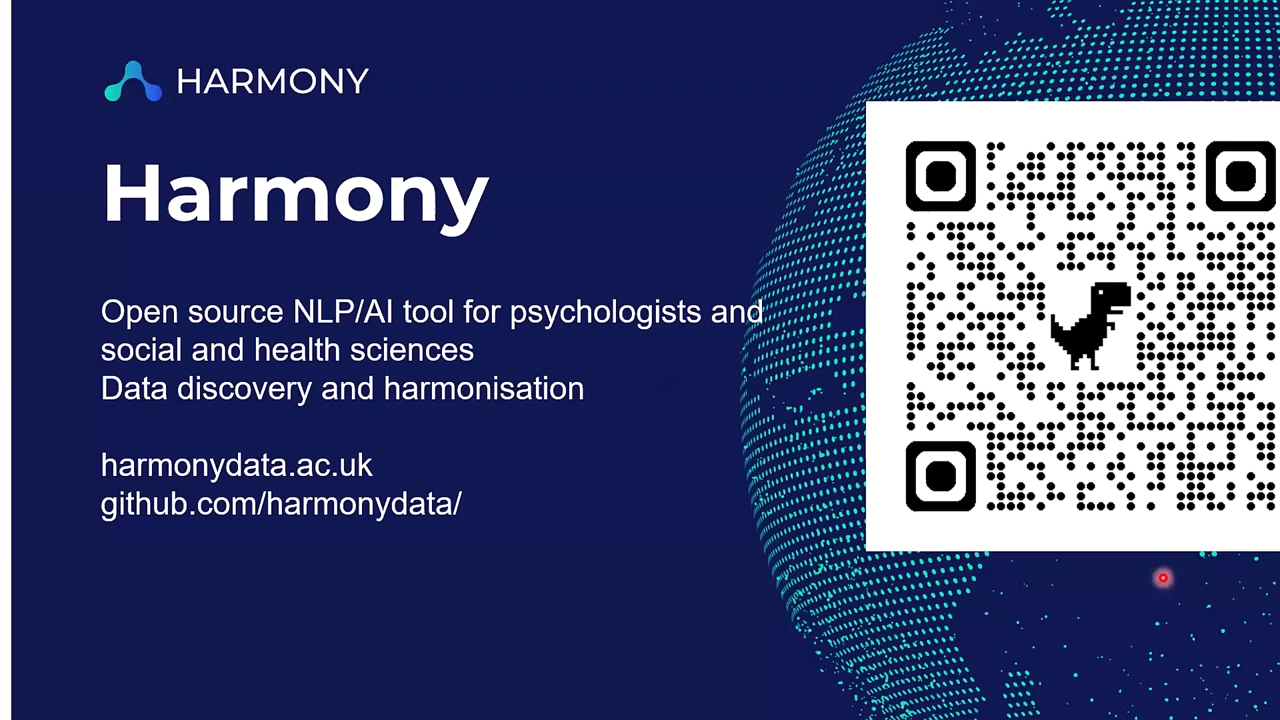 HARMONY
Harmony
Open source NLP/AI tool for psychologists and
social and health sciences
Data discovery and harmonisation
harmonydata.ac.uk
github.com/harmonydata/